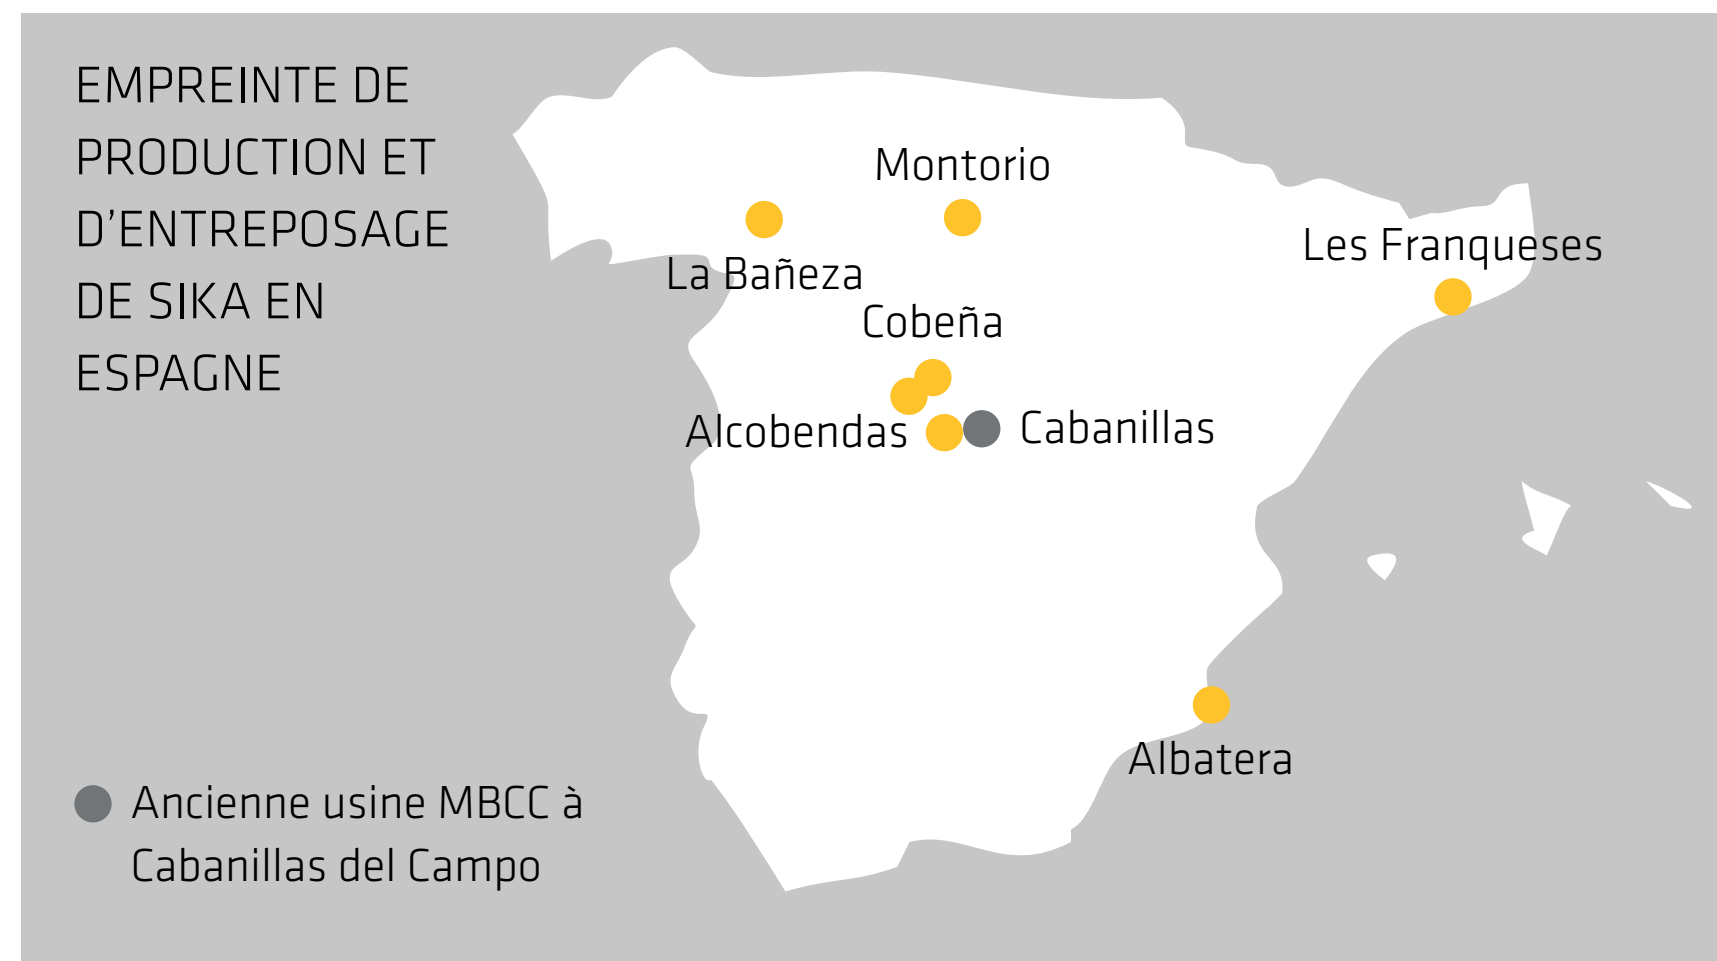 EMPREINTE DE
PRODUCTION ET
D’ENTREPOSAGE
DE SIKA EN
ESPAGNE
Montorio
Les Franqueses
La Bañeza
Cobeña
Alcobendas
Cabanillas
Albatera
Ancienne usine MBCC à
Cabanillas del Campo